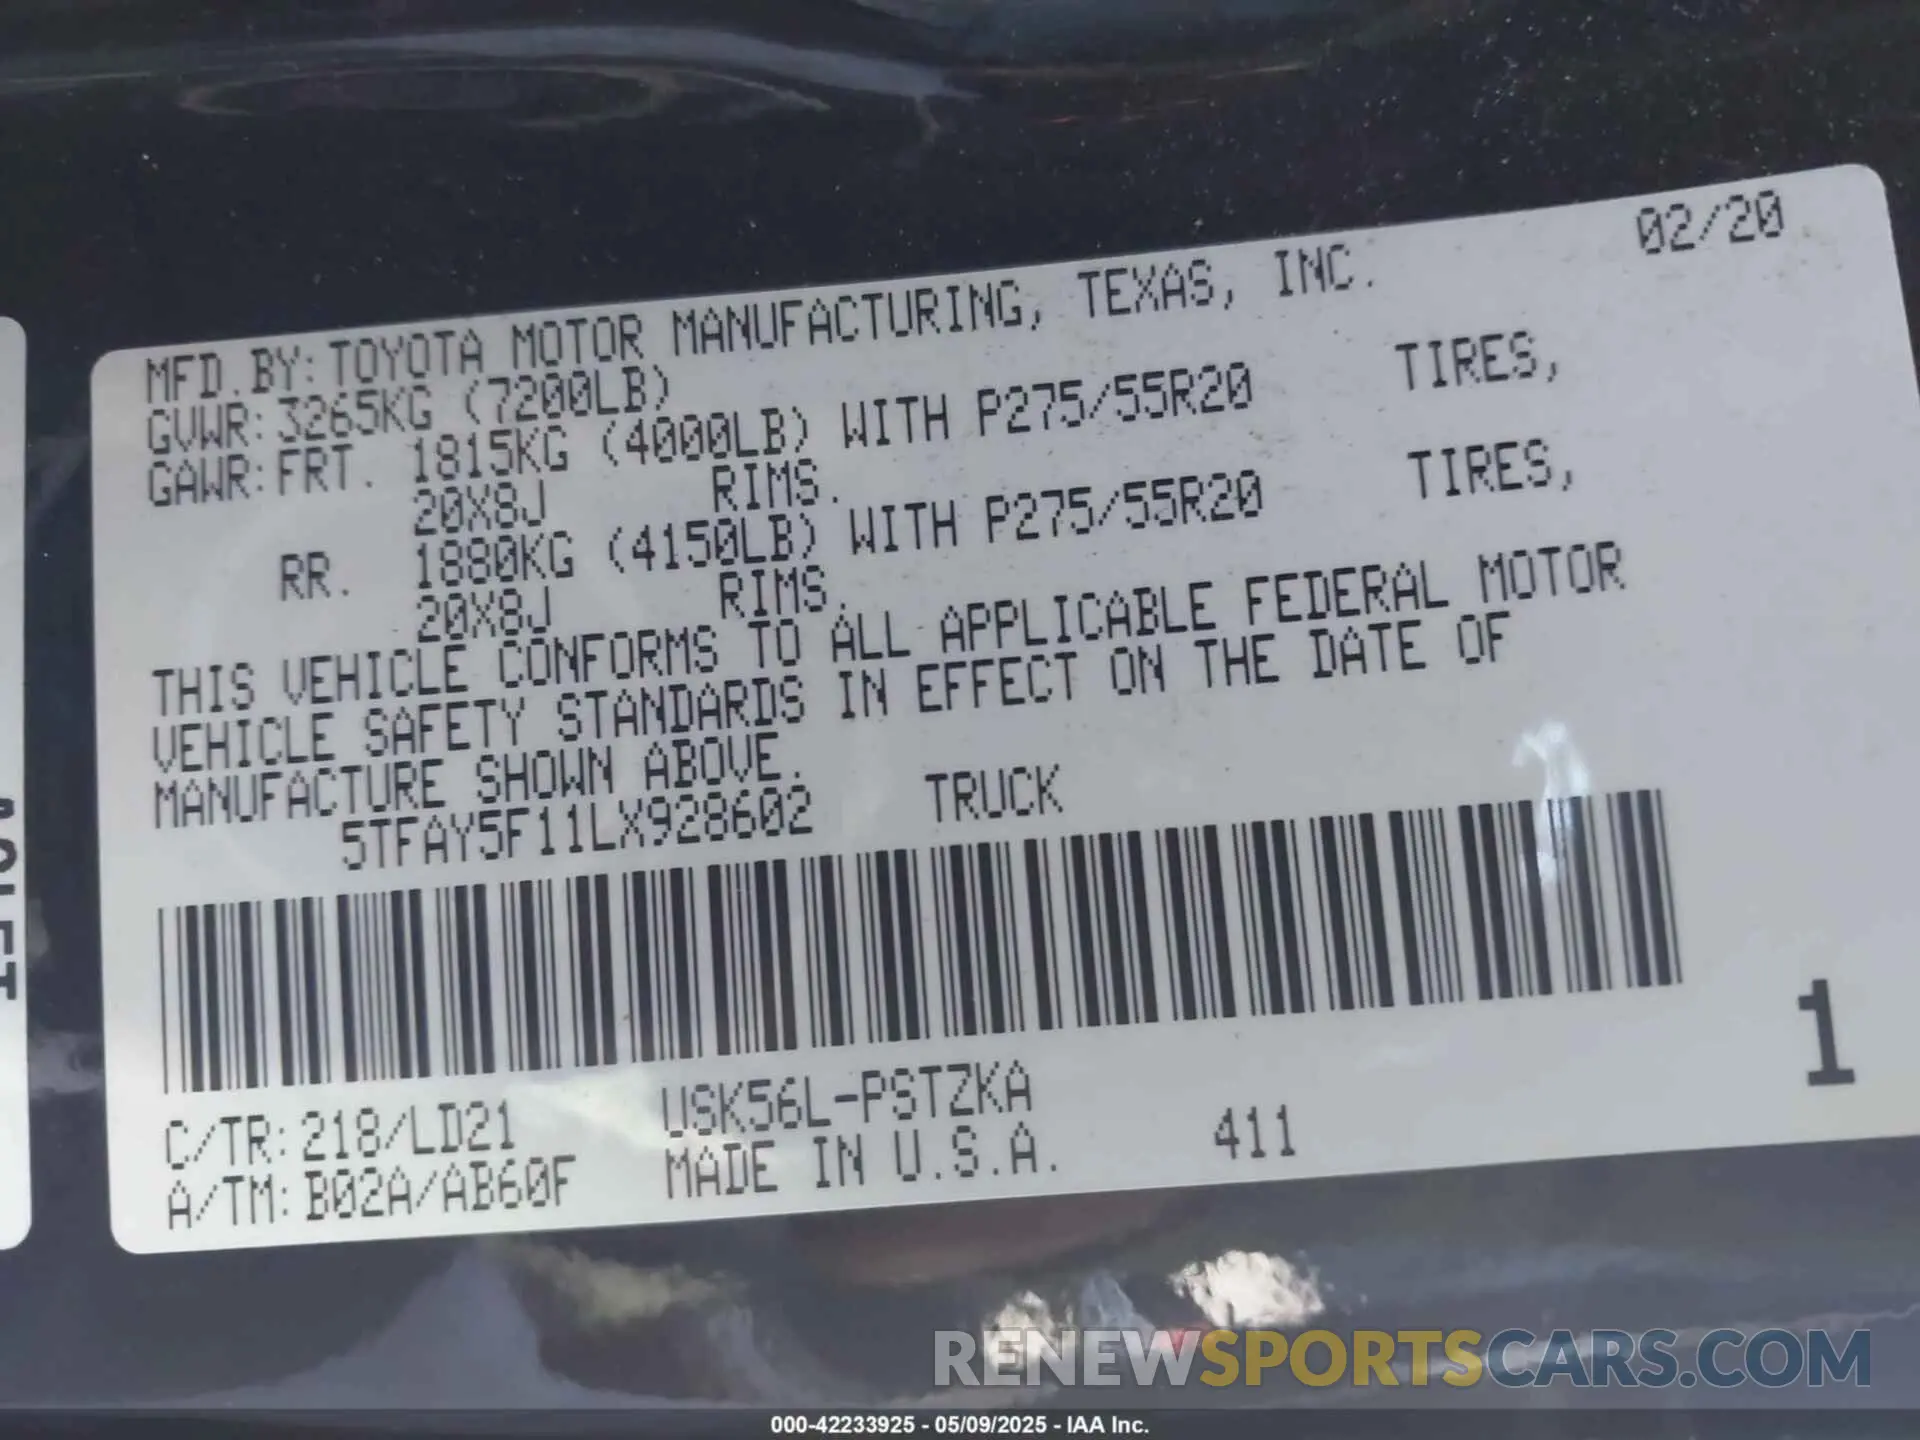 02/20
MFD.BY:TOYOTA MOTOR MANUFACTURING, TEXAS, INC.
GVWR:3265KG (7200LB)
GAWR:FRT. 1815KG (4000LB) WITH P275/55R20 TIRES,
20X8J RIMS.
RR. 1880KG (4150LB) WITH P275/55R20 TIRES,
20X8J RIMS.
THIS VEHICLE CONFORMS TO ALL APPLICABLE FEDERAL MOTOR
VEHICLE SAFETY STANDARDS IN EFFECT ON THE DATE OF
MANUFACTURE SHOWN ABOVE.
5TFAY5F11LX928602 TRUCK
1
C/TR:218/LD21 USK56L-PSTZKA
A/TM:B02A/AB60F MADE IN U.S.A. 411
RENEWSPORTSCARS.COM
000-42233925 - 05/09/2025 - IAA Inc.